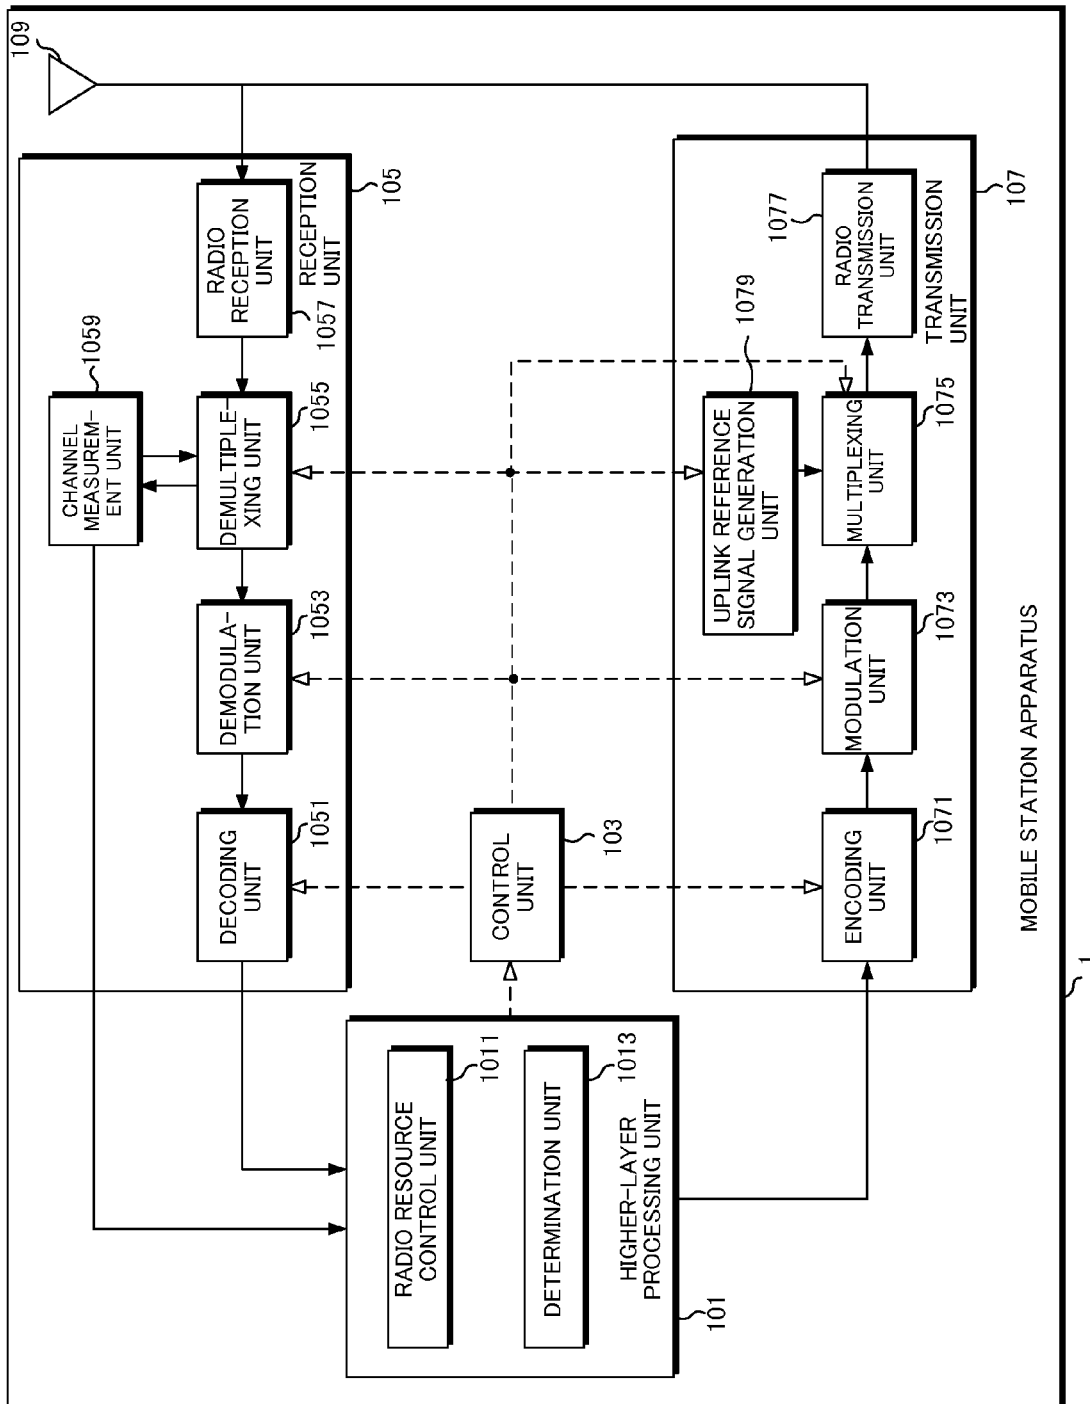 109
RADIO
RECEPTION
UNIT
1057
RECEPTION
UNIT
105
CHANNEL
MEASUREM-
ENT UNIT
1059
DEMULTIPLE-
XING UNIT
1055
DEMODULA-
TION UNIT
1053
DECODING
UNIT
1051
CONTROL
UNIT
103
RADIO RESOURCE
CONTROL UNIT
1011
DETERMINATION UNIT
1013
HIGHER-LAYER
PROCESSING UNIT
101
UPLINK REFERENCE
SIGNAL GENERATION
UNIT
1079
ENCODING
UNIT
1071
MODULATION
UNIT
1073
MULTIPLEXING
UNIT
1075
RADIO
TRANSMISSION
UNIT
1077
TRANSMISSION
UNIT
107
MOBILE STATION APPARATUS
1